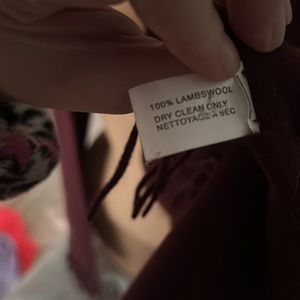 100% LAMBSWOOL
DRY CLEAN ONLY
NETTOYAGE A SEC